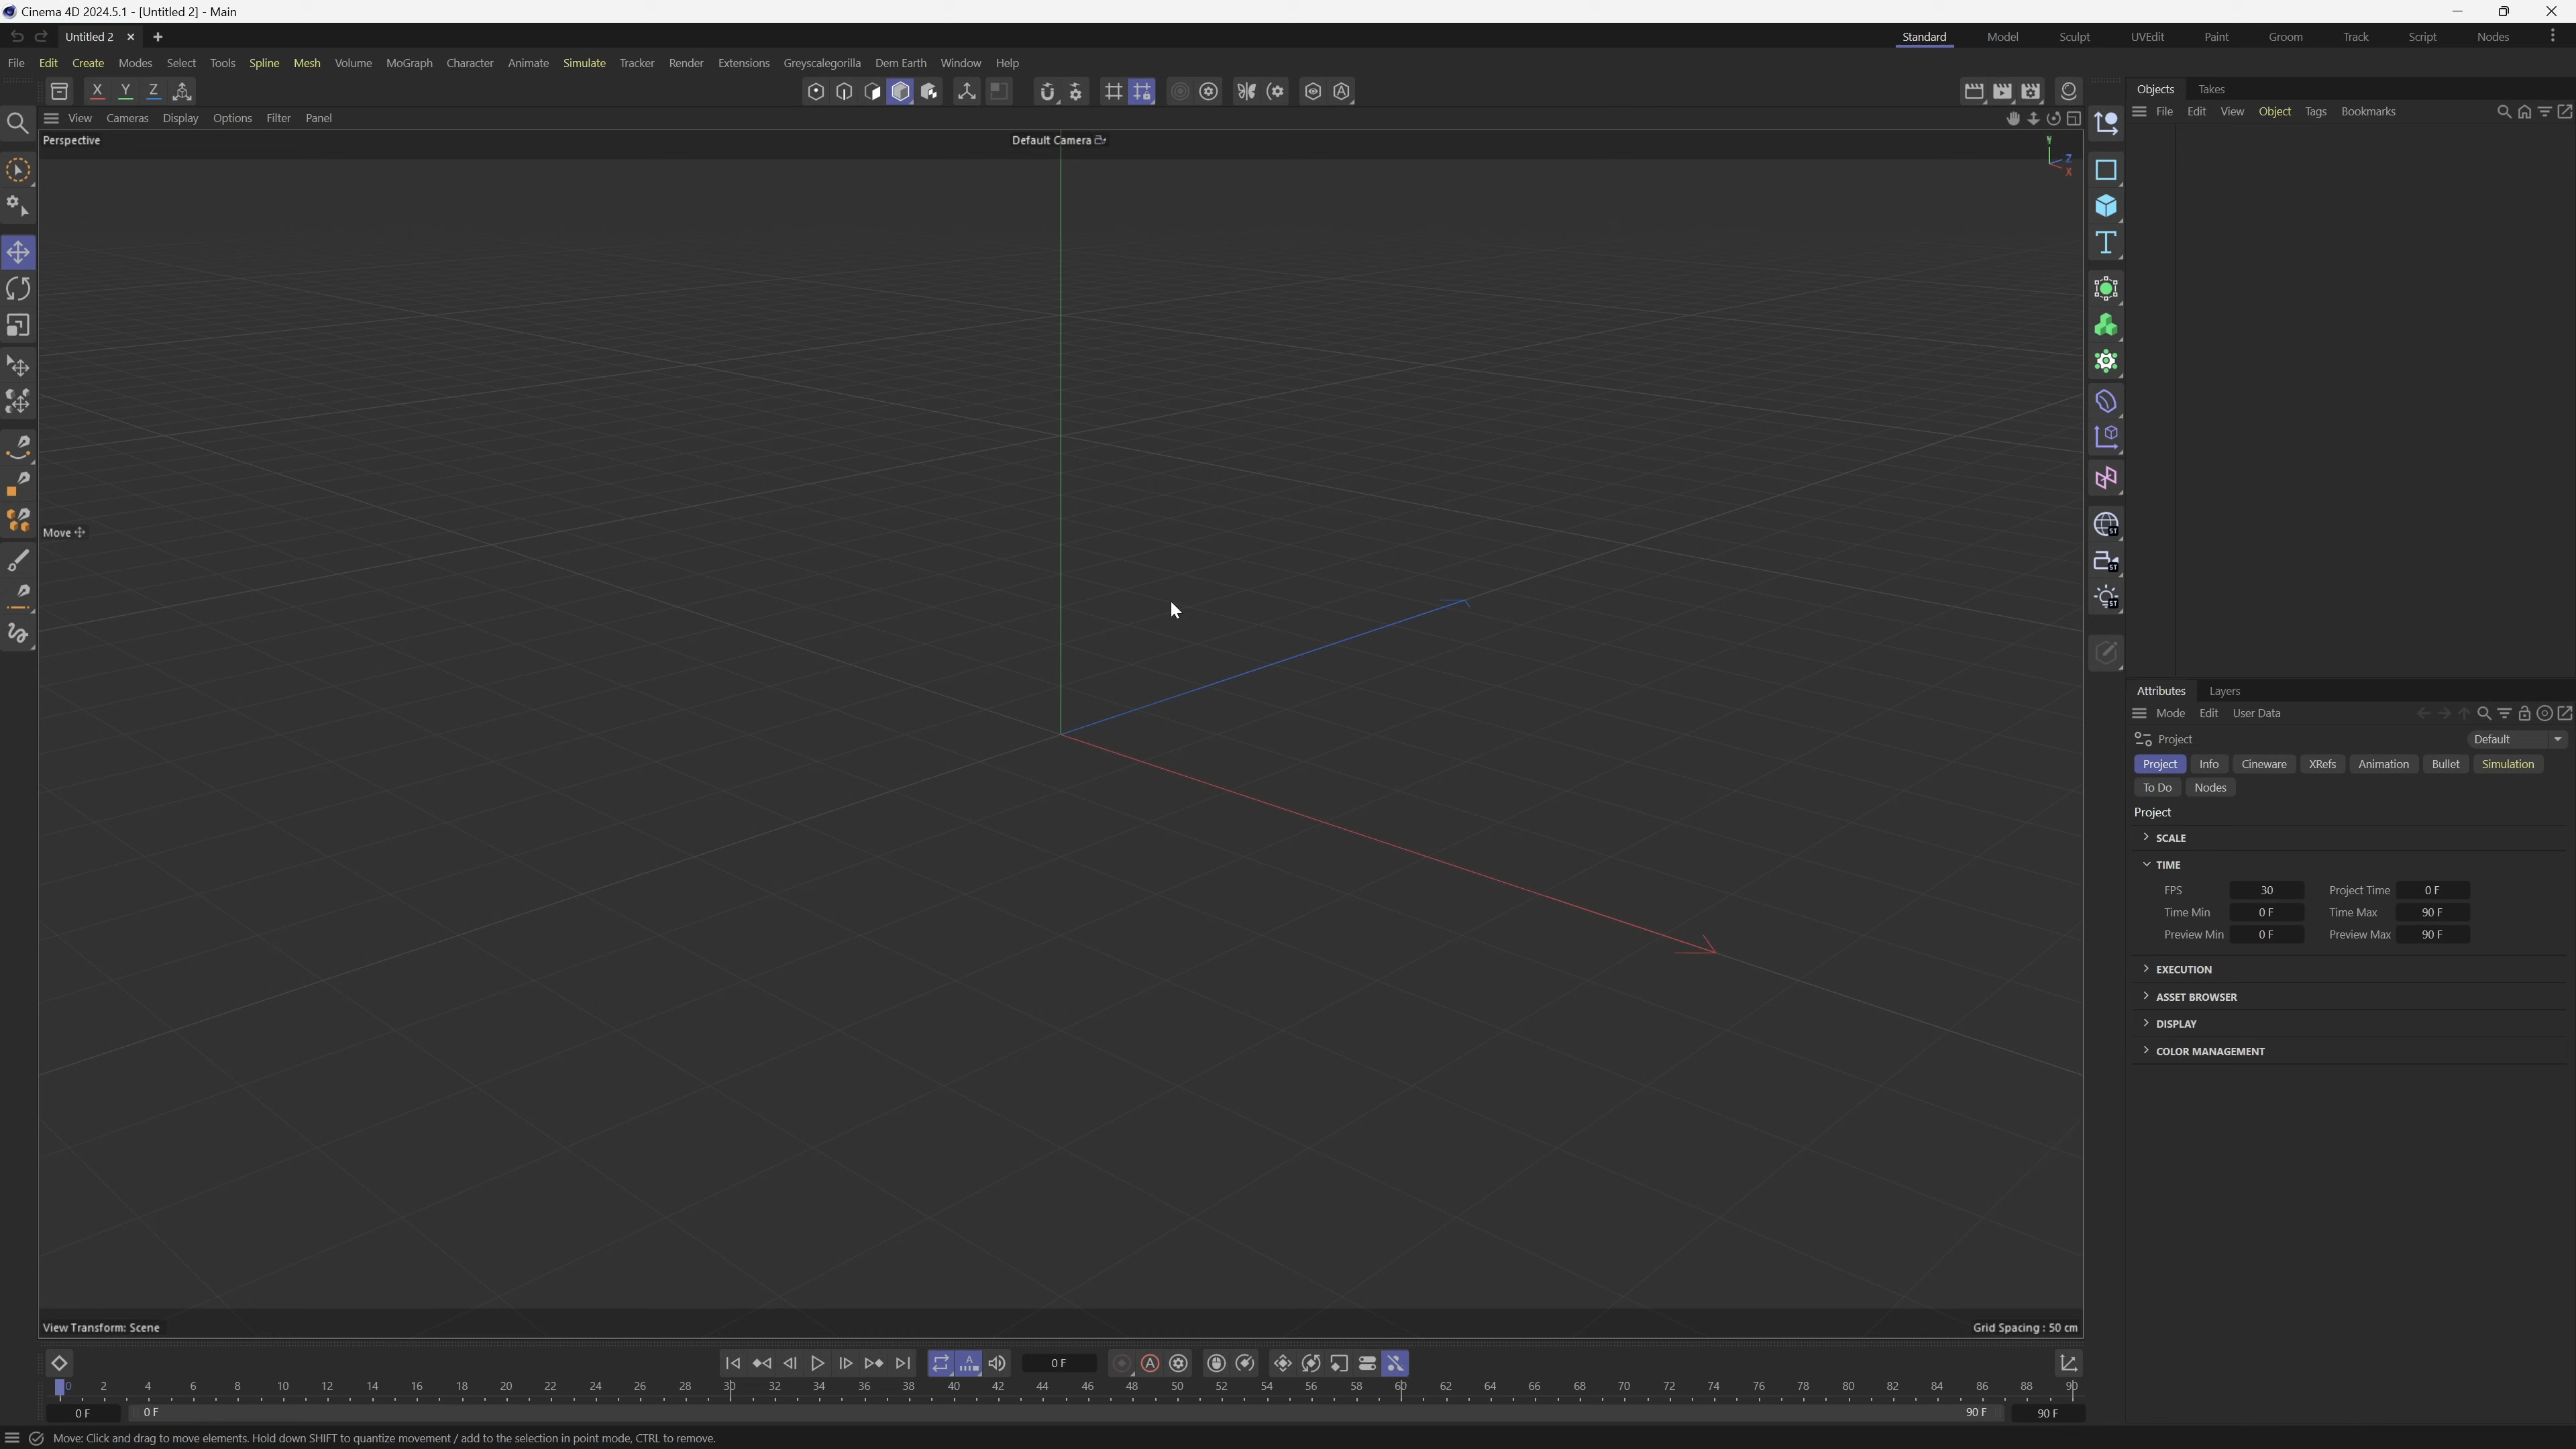 Cinema 4D 2024.5.1 - [Untitled 2] - Main
Untitled 2
Standard Model Sculpt UVEdit Paint Groom Track Script Nodes
File Edit Create Modes Select Tools Spline Mesh Volume MoGraph Character Animate Simulate Tracker Render Extensions Greyscalegorilla Dem Earth Window Help
X Y Z
Objects Takes
File Edit View Object Tags Bookmarks
View Cameras Display Options Filter Panel
Perspective
Default Camera
Y
Z
X
Move
ST
ST
ST
Attributes Layers
Mode Edit User Data
Project Default
Project Info Cineware XRefs Animation Bullet Simulation
To Do Nodes
Project
SCALE
TIME
FPS 30 Project Time 0 F
Time Min 0 F Time Max 90 F
Preview Min 0 F Preview Max 90 F
EXECUTION
ASSET BROWSER
DISPLAY
COLOR MANAGEMENT
View Transform: Scene
Grid Spacing : 50 cm
A 0 F A
0 2 4 6 8 10 12 14 16 18 20 22 24 26 28 30 32 34 36 38 40 42 44 46 48 50 52 54 56 58 60 62 64 66 68 70 72 74 76 78 80 82 84 86 88 90
0 F 0 F 90 F 90 F
Move: Click and drag to move elements. Hold down SHIFT to quantize movement / add to the selection in point mode, CTRL to remove.